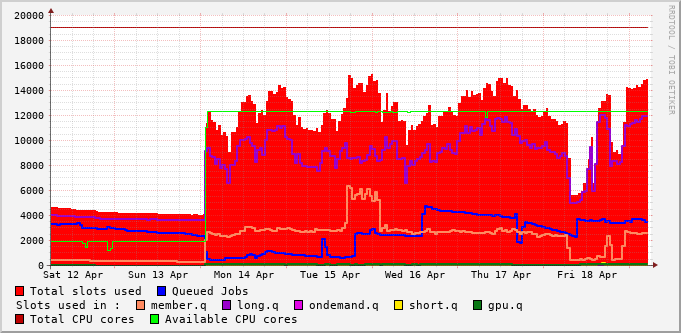 RRDTOOL / TOBI OETIKER
20000
18000
16000
14000
12000
10000
8000
6000
4000
2000
0
Sat 12 Apr Sun 13 Apr Mon 14 Apr Tue 15 Apr Wed 16 Apr Thu 17 Apr Fri 18 Apr
Total slots used Queued Jobs
Slots used in : member.q long.q ondemand.q short.q gpu.q
Total CPU cores Available CPU cores